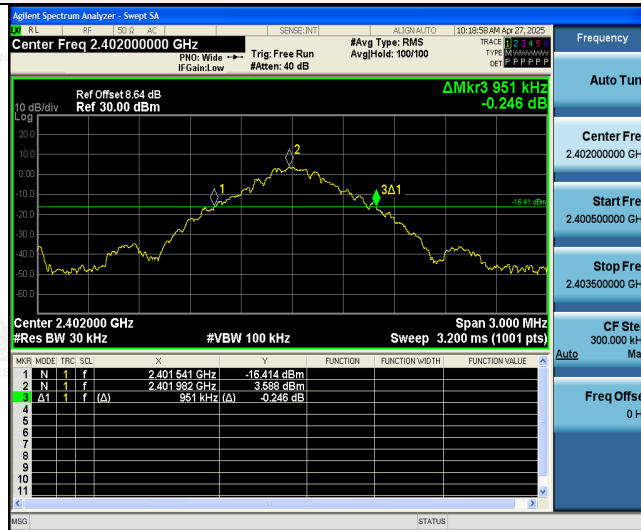 Agilent Spectrum Analyzer - Swept SA
LXI RL RF 50 Ω AC SENSE:INT ALIGN AUTO 10:18:58 AM Apr 27, 2025
Center Freq 2.402000000 GHz
PNO: Wide
IFGain:Low
Trig: Free Run
#Atten: 40 dB
#Avg Type: RMS
Avg|Hold: 100/100
TRACE 1 2 3 4 5 6
TYPE M W W W W W
DET P P P P P P
Ref Offset 8.64 dB
10 dB/div Ref 30.00 dBm
Log
ΔMkr3 951 kHz
-0.246 dB
20.0
10.0
0.00
-10.0
-20.0
-30.0
-40.0
-50.0
-60.0
1
2
3Δ1
-16.41 dBm
Center 2.402000 GHz Span 3.000 MHz
#Res BW 30 kHz #VBW 100 kHz Sweep 3.200 ms (1001 pts)
MKR MODE TRC SCL X Y FUNCTION FUNCTION WIDTH FUNCTION VALUE
1 N 1 f 2.401 541 GHz -16.414 dBm
2 N 1 f 2.401 982 GHz 3.588 dBm
3 Δ1 1 f (Δ) 951 kHz (Δ) -0.246 dB
4
5
6
7
8
9
10
11
MSG STATUS
Frequency
Auto Tun
Center Fre
2.402000000 GH
Start Fre
2.400500000 GH
Stop Fre
2.403500000 GH
CF Ste
300.000 kH
Auto Ma
Freq Offse
0 H